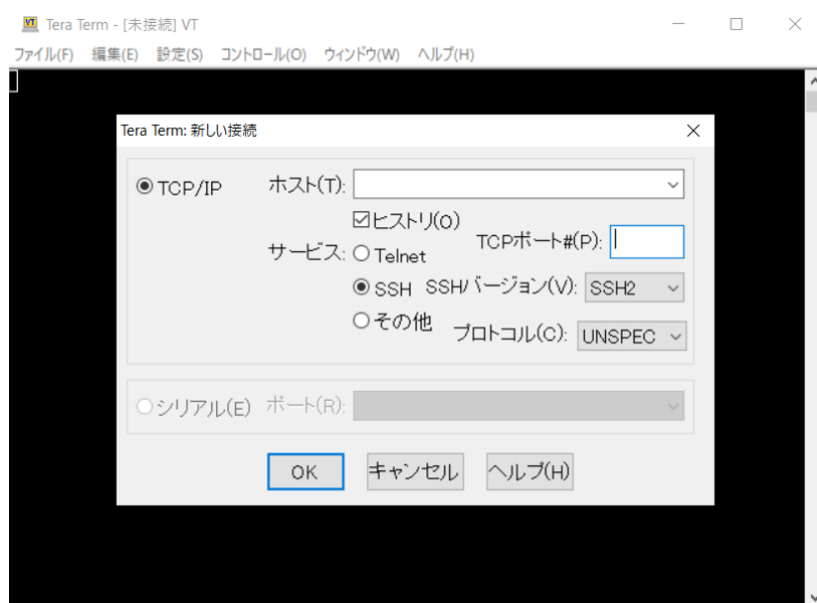 Tera Term - [未接続] VT
ファイル(F) 編集(E) 設定(S) コントロール(O) ウィンドウ(W) ヘルプ(H)
Tera Term: 新しい接続
TCP/IP ホスト(T):
ヒストリ(O)
サービス: Telnet TCPポート#(P):
SSH SSHバージョン(V): SSH2
その他 プロトコル(C): UNSPEC
シリアル(E) ポート(R):
OK キャンセル ヘルプ(H)